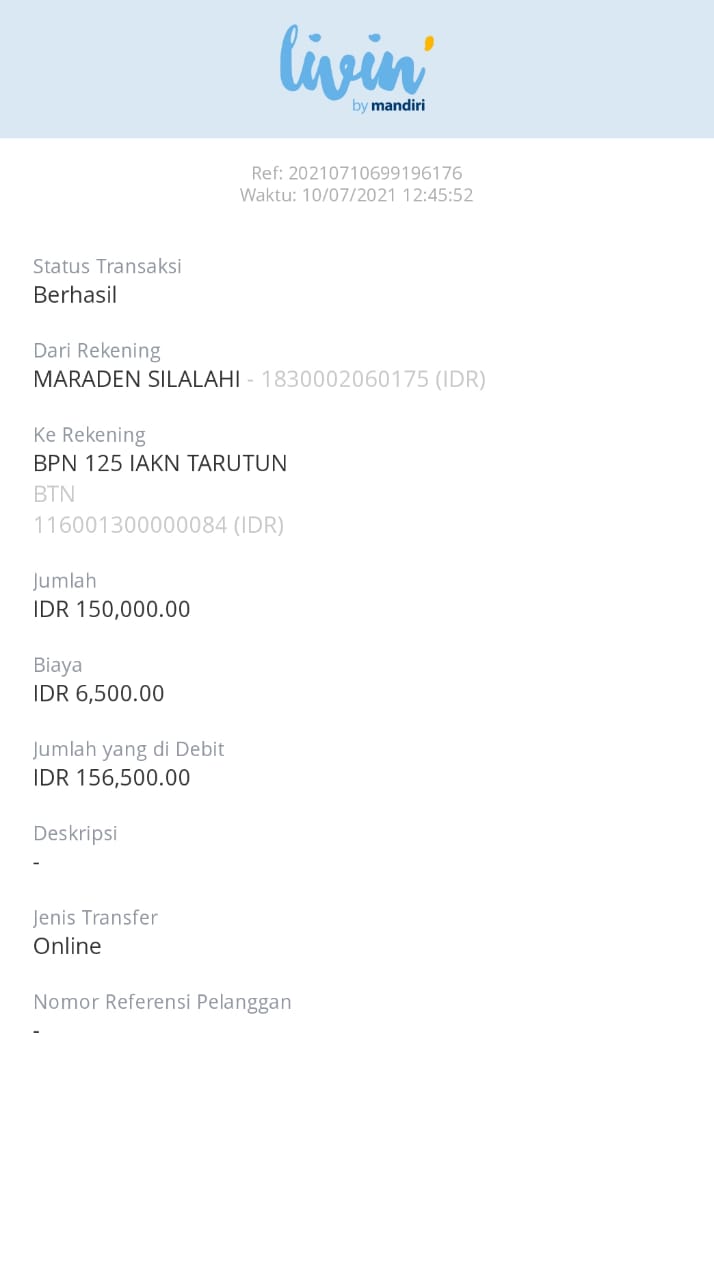 livin'
by mandiri
Ref: 20210710699196176
Waktu: 10/07/2021 12:45:52
Status Transaksi
Berhasil
Dari Rekening
MARADEN SILALAHI - 1830002060175 (IDR)
Ke Rekening
BPN 125 IAKN TARUTUN
BTN
116001300000084 (IDR)
Jumlah
IDR 150,000.00
Biaya
IDR 6,500.00
Jumlah yang di Debit
IDR 156,500.00
Deskripsi
-
Jenis Transfer
Online
Nomor Referensi Pelanggan
-